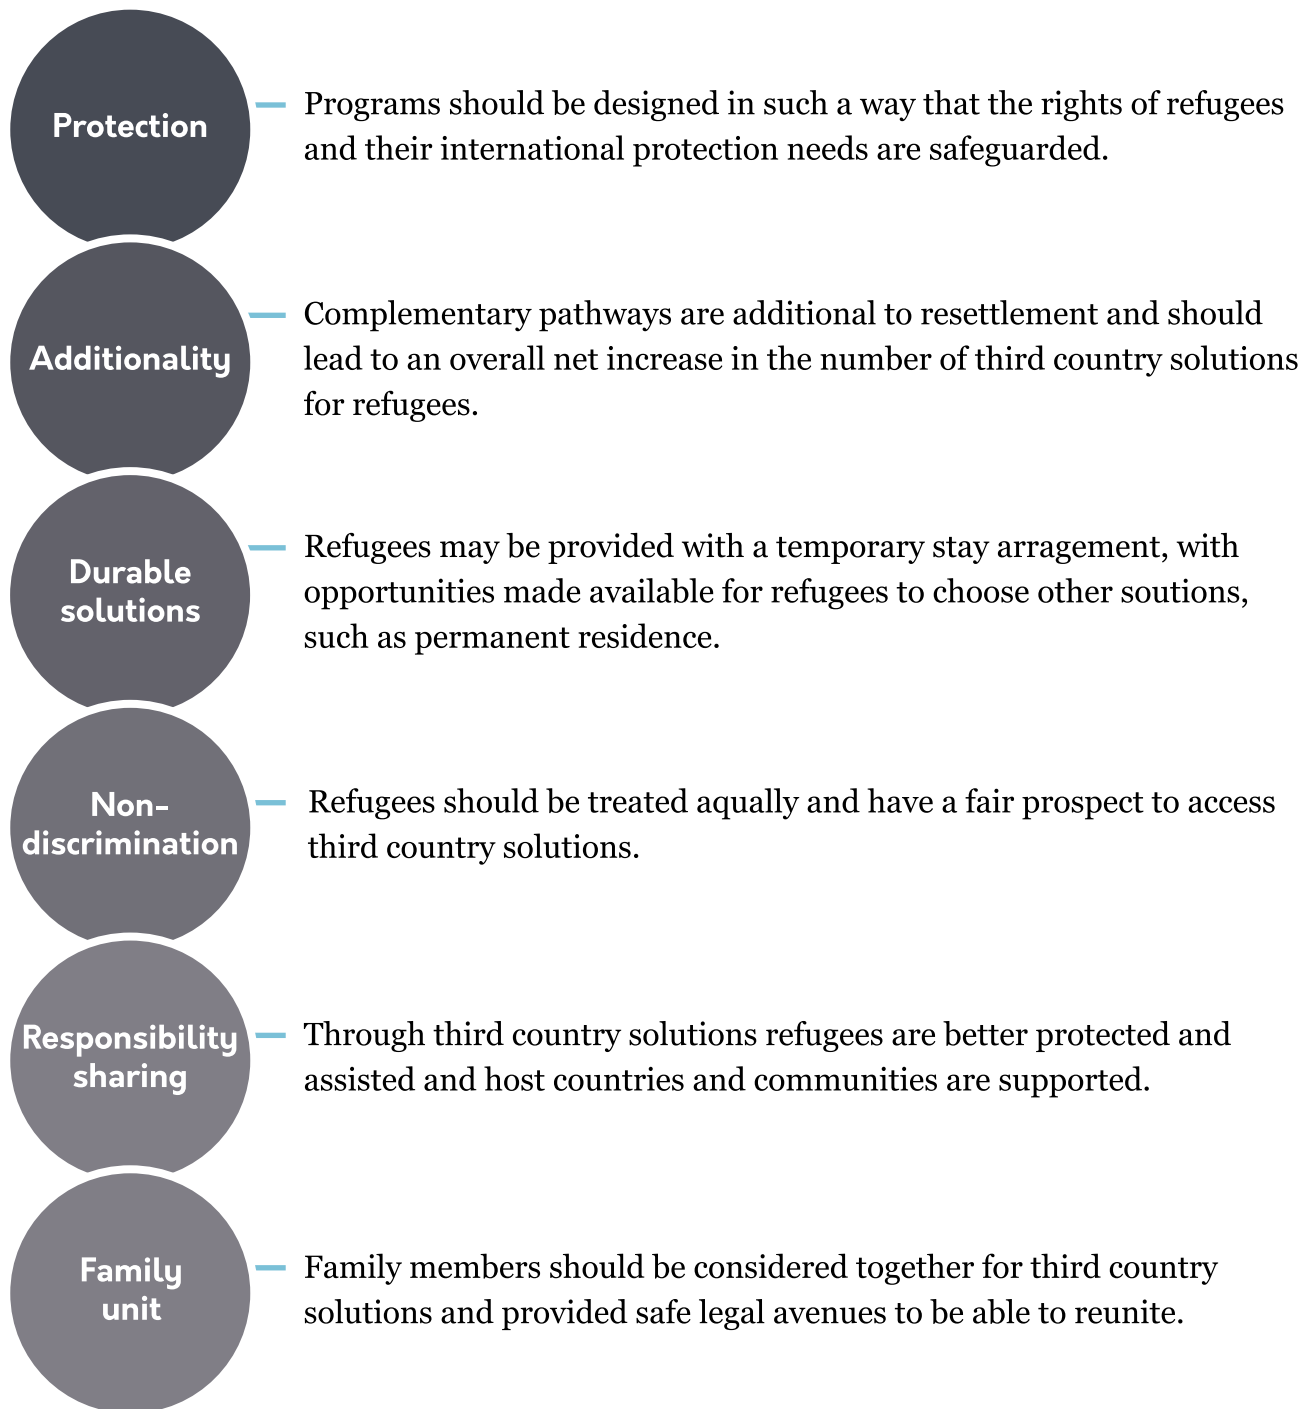 Protection
Programs should be designed in such a way that the rights of refugees
and their international protection needs are safeguarded.
Additionality
Complementary pathways are additional to resettlement and should
lead to an overall net increase in the number of third country solutions
for refugees.
Durable
solutions
Refugees may be provided with a temporary stay arragement, with
opportunities made available for refugees to choose other soutions,
such as permanent residence.
Non-
discrimination
Refugees should be treated aqually and have a fair prospect to access
third country solutions.
Responsibility
sharing
Through third country solutions refugees are better protected and
assisted and host countries and communities are supported.
Family
unit
Family members should be considered together for third country
solutions and provided safe legal avenues to be able to reunite.